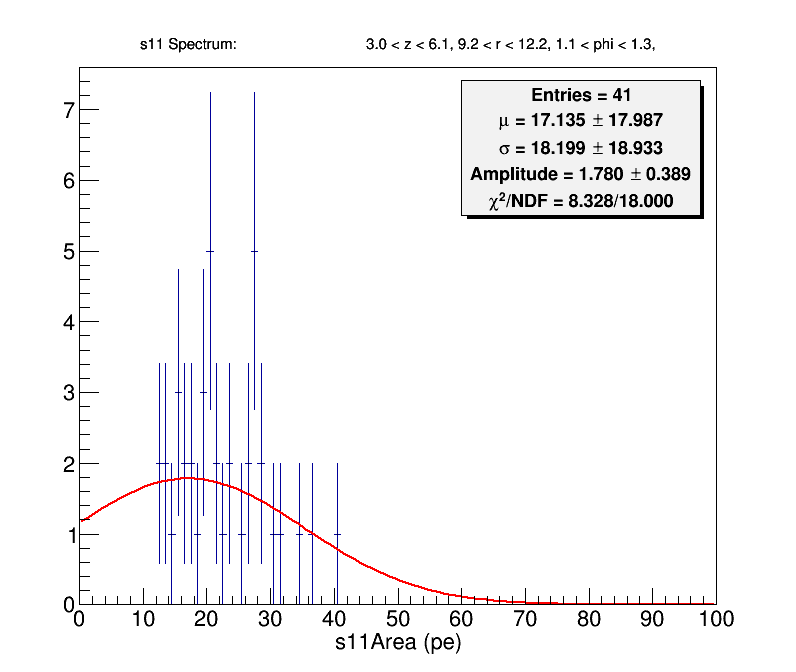 s11 Spectrum: 3.0 < z < 6.1, 9.2 < r < 12.2, 1.1 < phi < 1.3,
Entries = 41
μ = 17.135 ± 17.987
σ = 18.199 ± 18.933
Amplitude = 1.780 ± 0.389
χ²/NDF = 8.328/18.000
7
6
5
4
3
2
1
0
0 10 20 30 40 50 60 70 80 90 100
s11Area (pe)